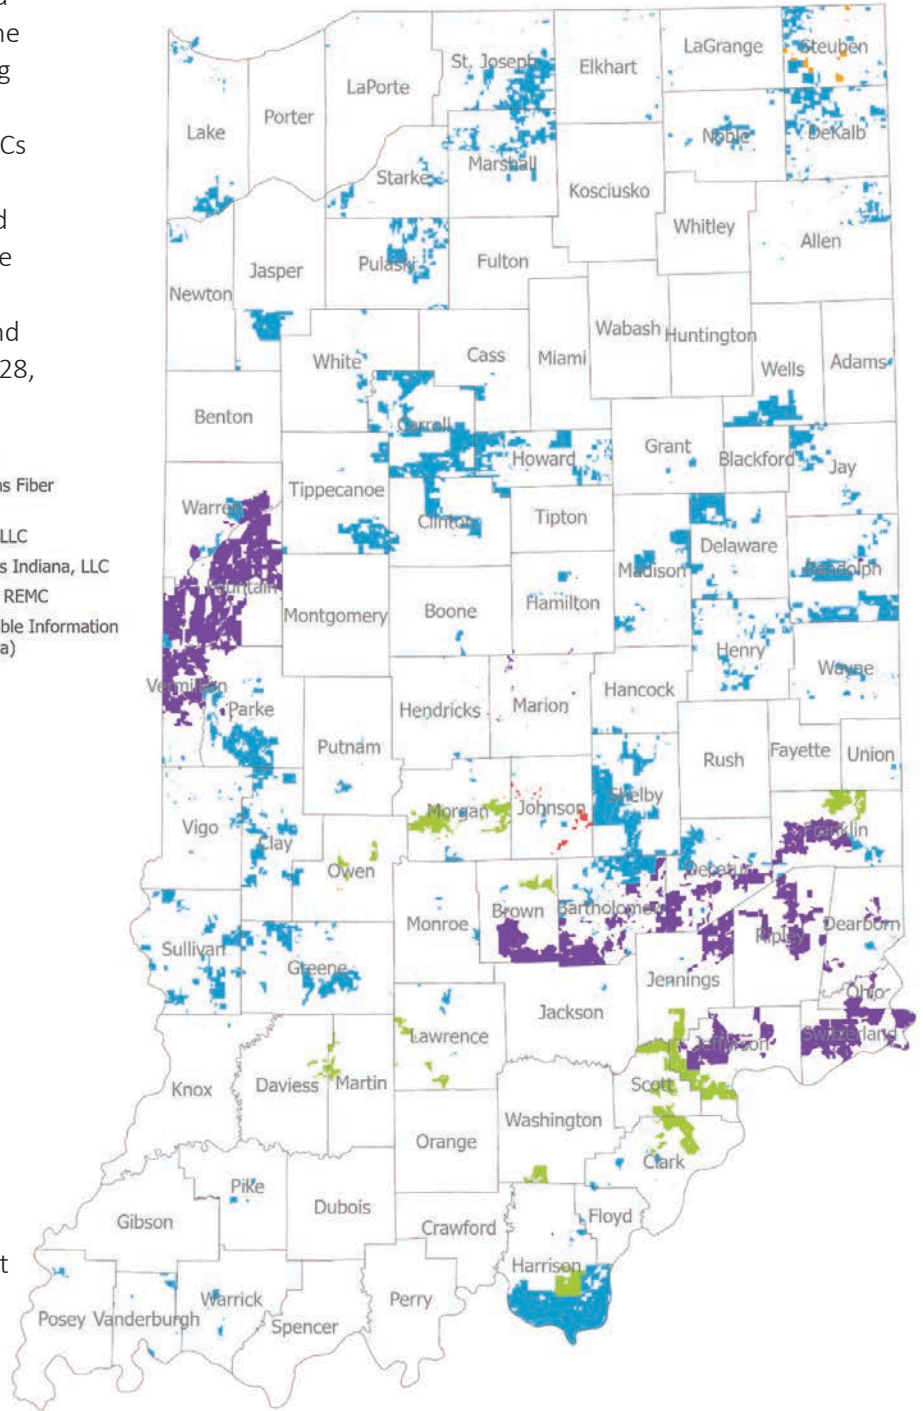 ne
ng
Cs
d
e
nd
28,
s Fiber
LLC
s Indiana, LLC
REMC
ble Information
a)
t
LaGrange
Steuben
St. Joseph
Elkhart
LaPorte
Porter
Lake
Noble
DeKalb
Marshall
Starke
Kosciusko
Whitley
Allen
Pulaski
Fulton
Jasper
Newton
Wabash
Huntington
White
Cass
Miami
Wells
Adams
Benton
Carroll
Grant
Howard
Blackford
Jay
Tippecanoe
Warren
Clinton
Tipton
Delaware
Madison
Randolph
Fountain
Montgomery
Boone
Hamilton
Henry
Wayne
Vermillion
Parke
Hendricks
Marion
Hancock
Putnam
Rush
Fayette
Union
Shelby
Morgan
Johnson
Vigo
Clay
Franklin
Owen
Decatur
Brown
Bartholomew
Monroe
Ripley
Dearborn
Sullivan
Greene
Jennings
Ohio
Jackson
Lawrence
Jefferson
Switzerland
Knox
Daviess
Martin
Scott
Washington
Orange
Clark
Pike
Dubois
Gibson
Crawford
Floyd
Harrison
Posey
Vanderburgh
Warrick
Perry
Spencer